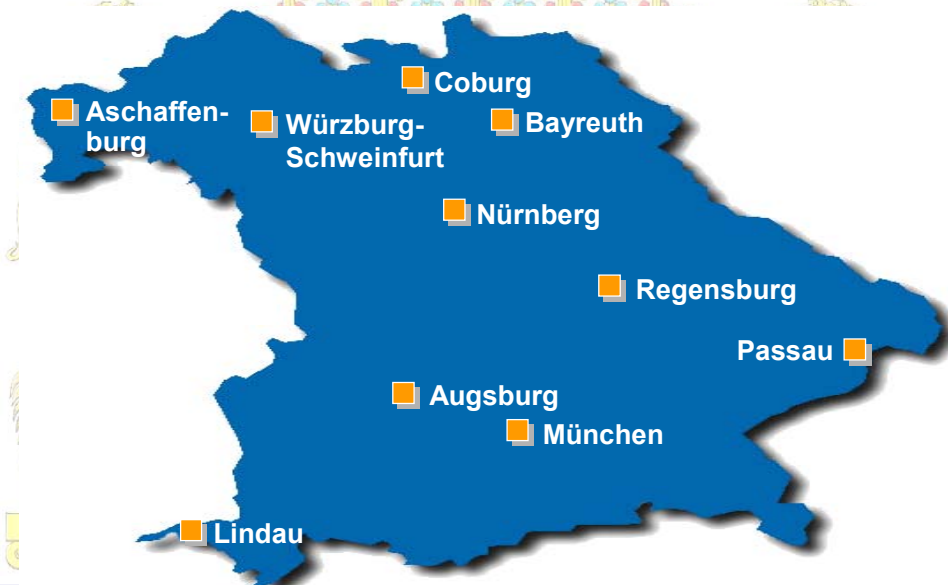 Coburg
Aschaffen-
burg
Würzburg-
Schweinfurt
Bayreuth
Nürnberg
Regensburg
Passau
Augsburg
München
Lindau